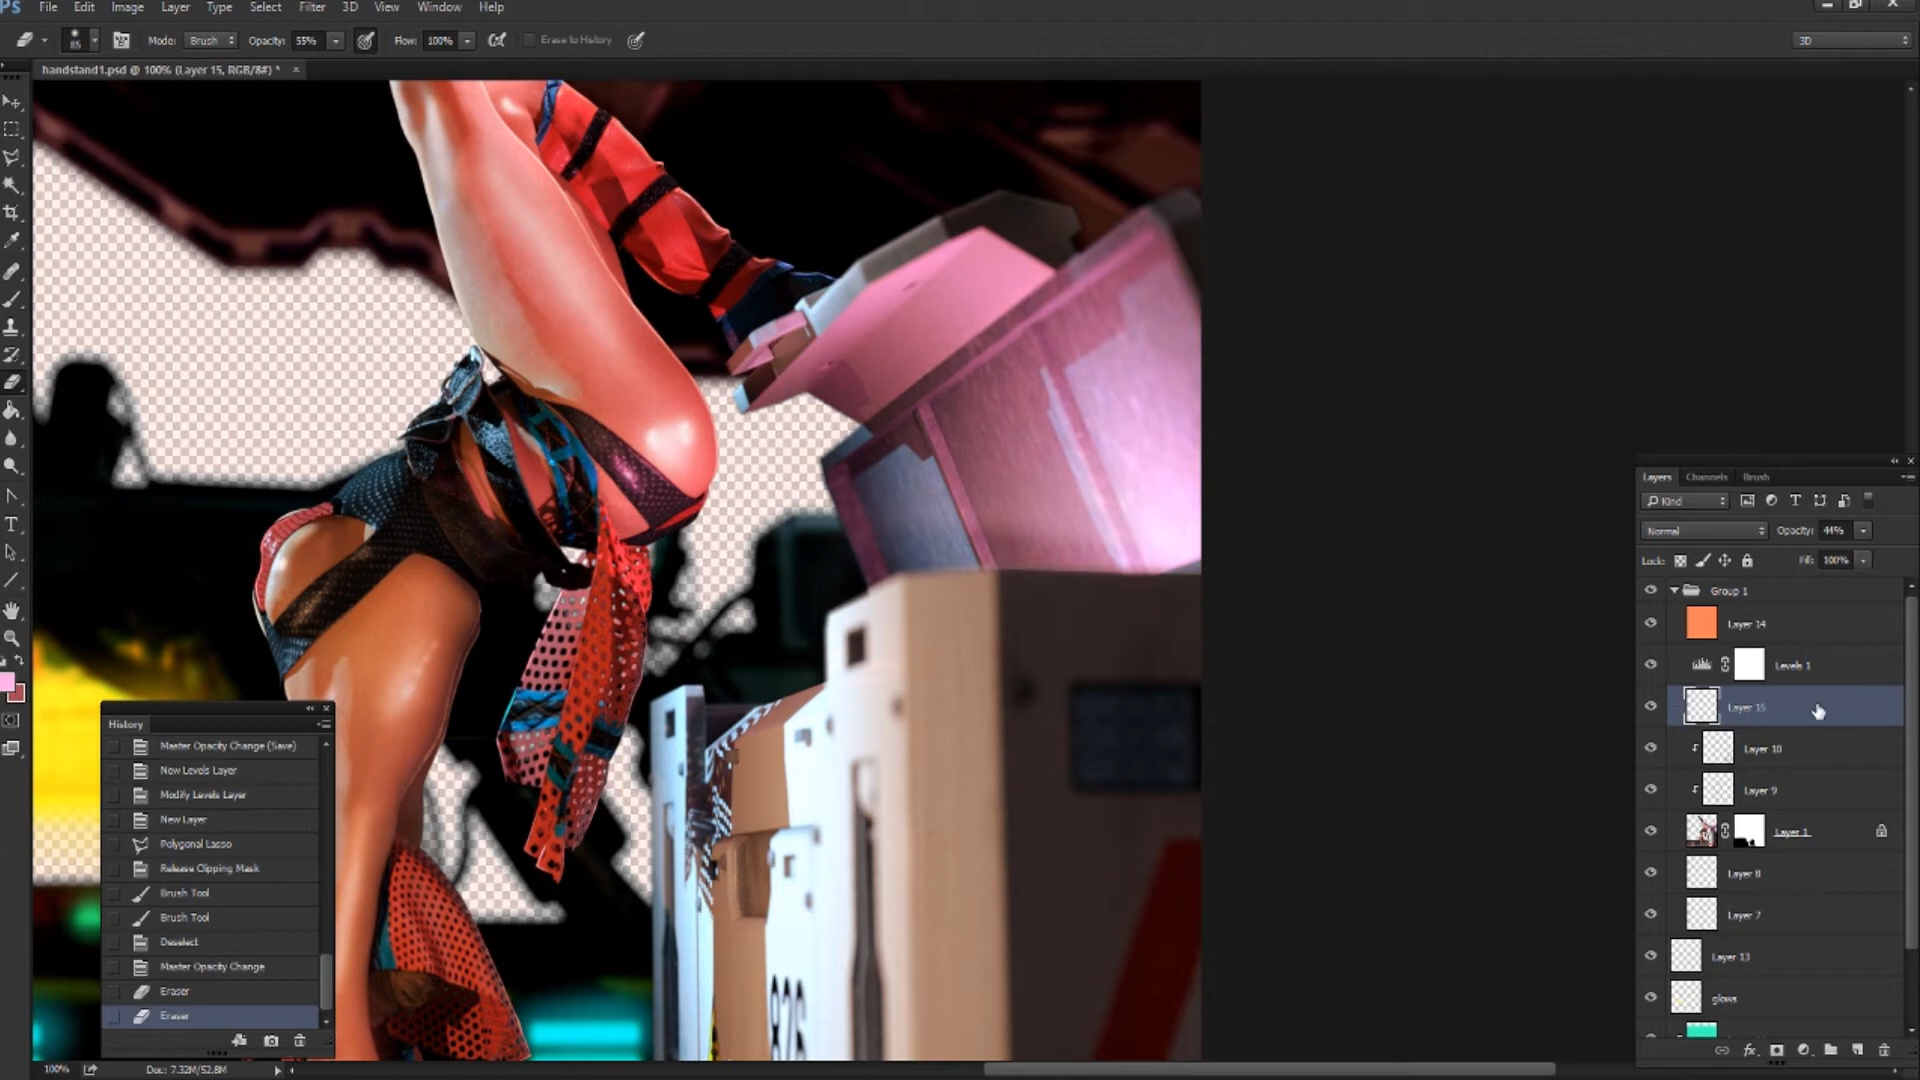 Ps File Edit Image Layer Type Select Filter 3D View Window Help
85 Mode: Brush Opacity: 55% Flow: 100% Erase to History 3D
handstand1.psd @ 100% (Layer 15, RGB/8#) * ×
Layers Channels Brush
Kind T
Normal Opacity: 44%
Lock: Fill: 100%
Group 1
Layer 14
Levels 1
Layer 15
Layer 10
Layer 9
Layer 1
Layer 8
Layer 7
Layer 13
glows
fx
History
Master Opacity Change (Save)
New Levels Layer
Modify Levels Layer
New Layer
Polygonal Lasso
Release Clipping Mask
Brush Tool
Brush Tool
Deselect
Master Opacity Change
Eraser
Eraser
826
100% Doc: 7.32M/52.8M